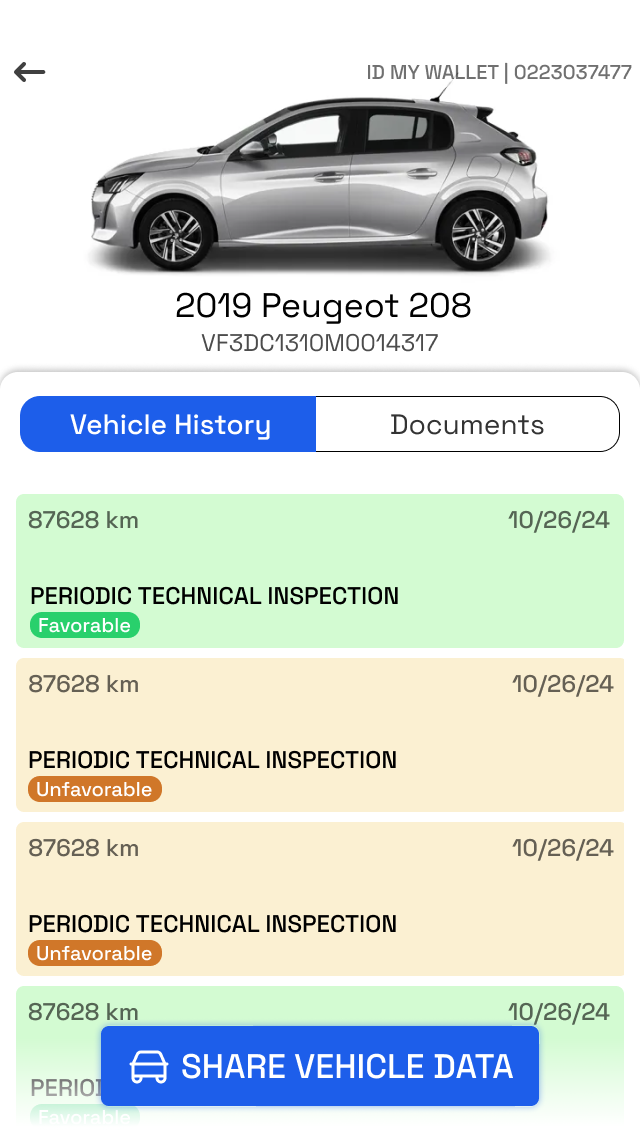 ID MY WALLET | 0223037477
2019 Peugeot 208
VF3DC1310M0014317
Vehicle History
Documents
87628 km
10/26/24
PERIODIC TECHNICAL INSPECTION
Favorable
87628 km
10/26/24
PERIODIC TECHNICAL INSPECTION
Unfavorable
87628 km
10/26/24
PERIODIC TECHNICAL INSPECTION
Unfavorable
87628 km
10/26/24
PERIOD
SHARE VEHICLE DATA
Favorable